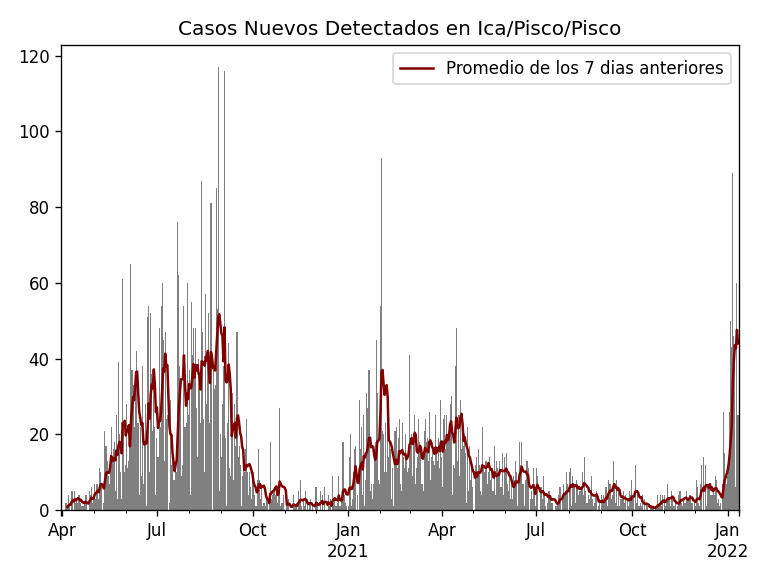 Casos Nuevos Detectados en Ica/Pisco/Pisco
Promedio de los 7 dias anteriores
120
100
80
60
40
20
0
Apr Jul Oct Jan Apr Jul Oct Jan
2021 2022